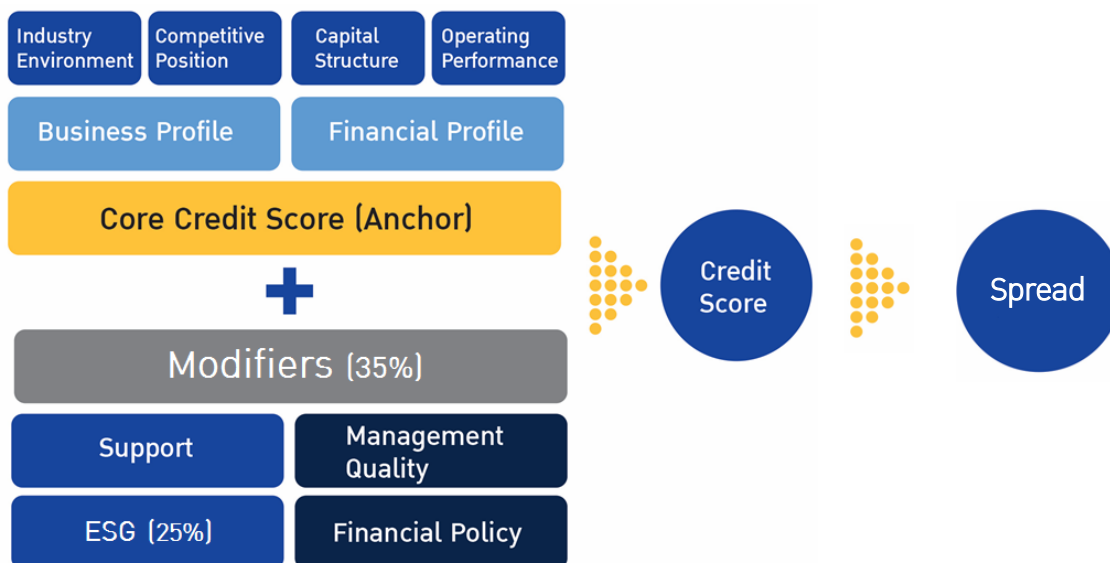 Industry
Environment
Competitive
Position
Capital
Structure
Operating
Performance
Business Profile
Financial Profile
Core Credit Score (Anchor)
+
Modifiers (35%)
Support
Management
Quality
ESG (25%)
Financial Policy
Credit
Score
Spread